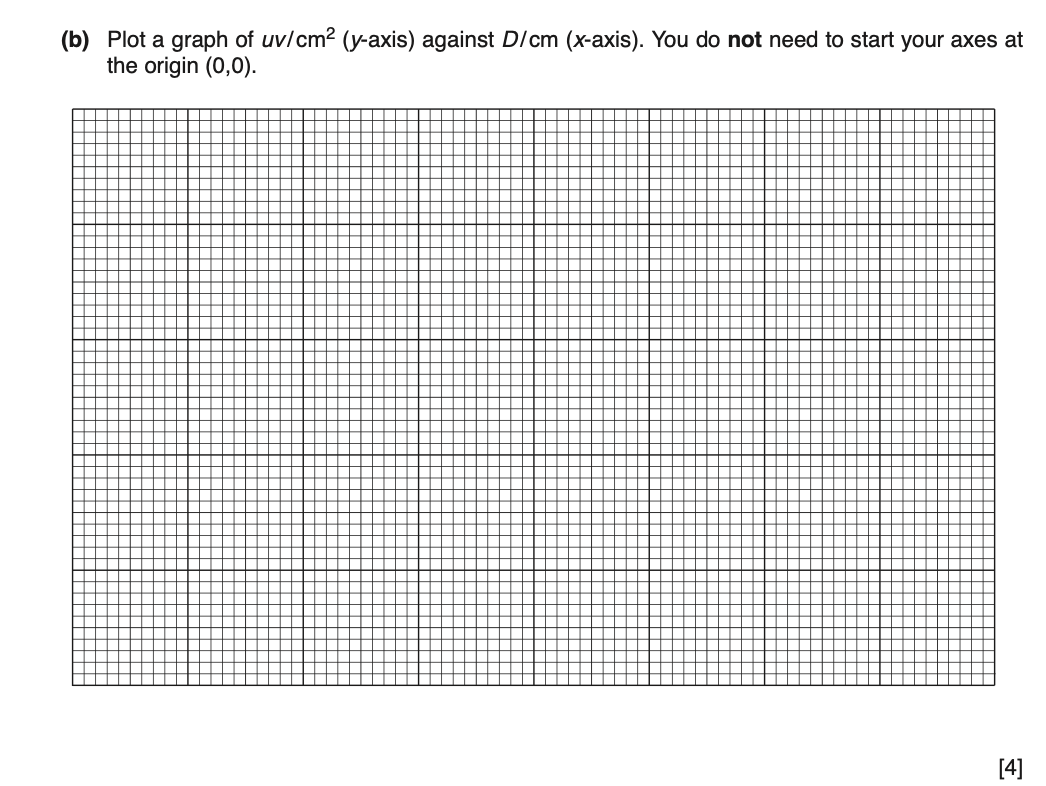 (b) Plot a graph of uv/cm² (y-axis) against D/cm (x-axis). You do not need to start your axes at
the origin (0,0).
[4]